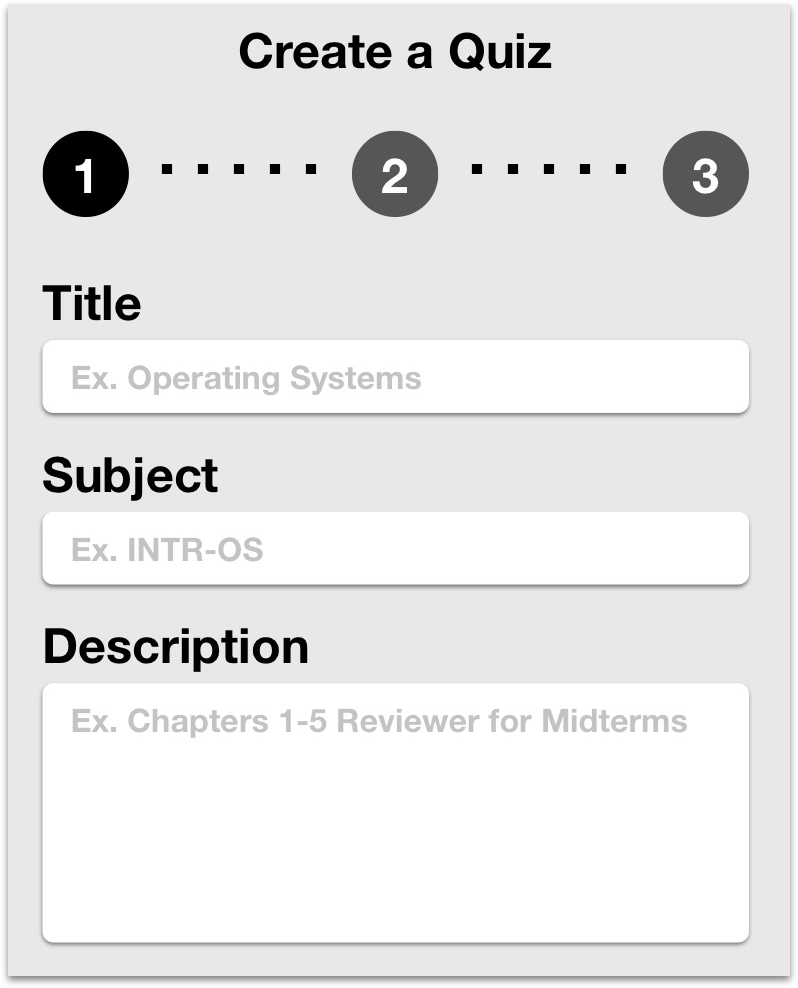 Create a Quiz
1 2 3
Title
Ex. Operating Systems
Subject
Ex. INTR-OS
Description
Ex. Chapters 1-5 Reviewer for Midterms